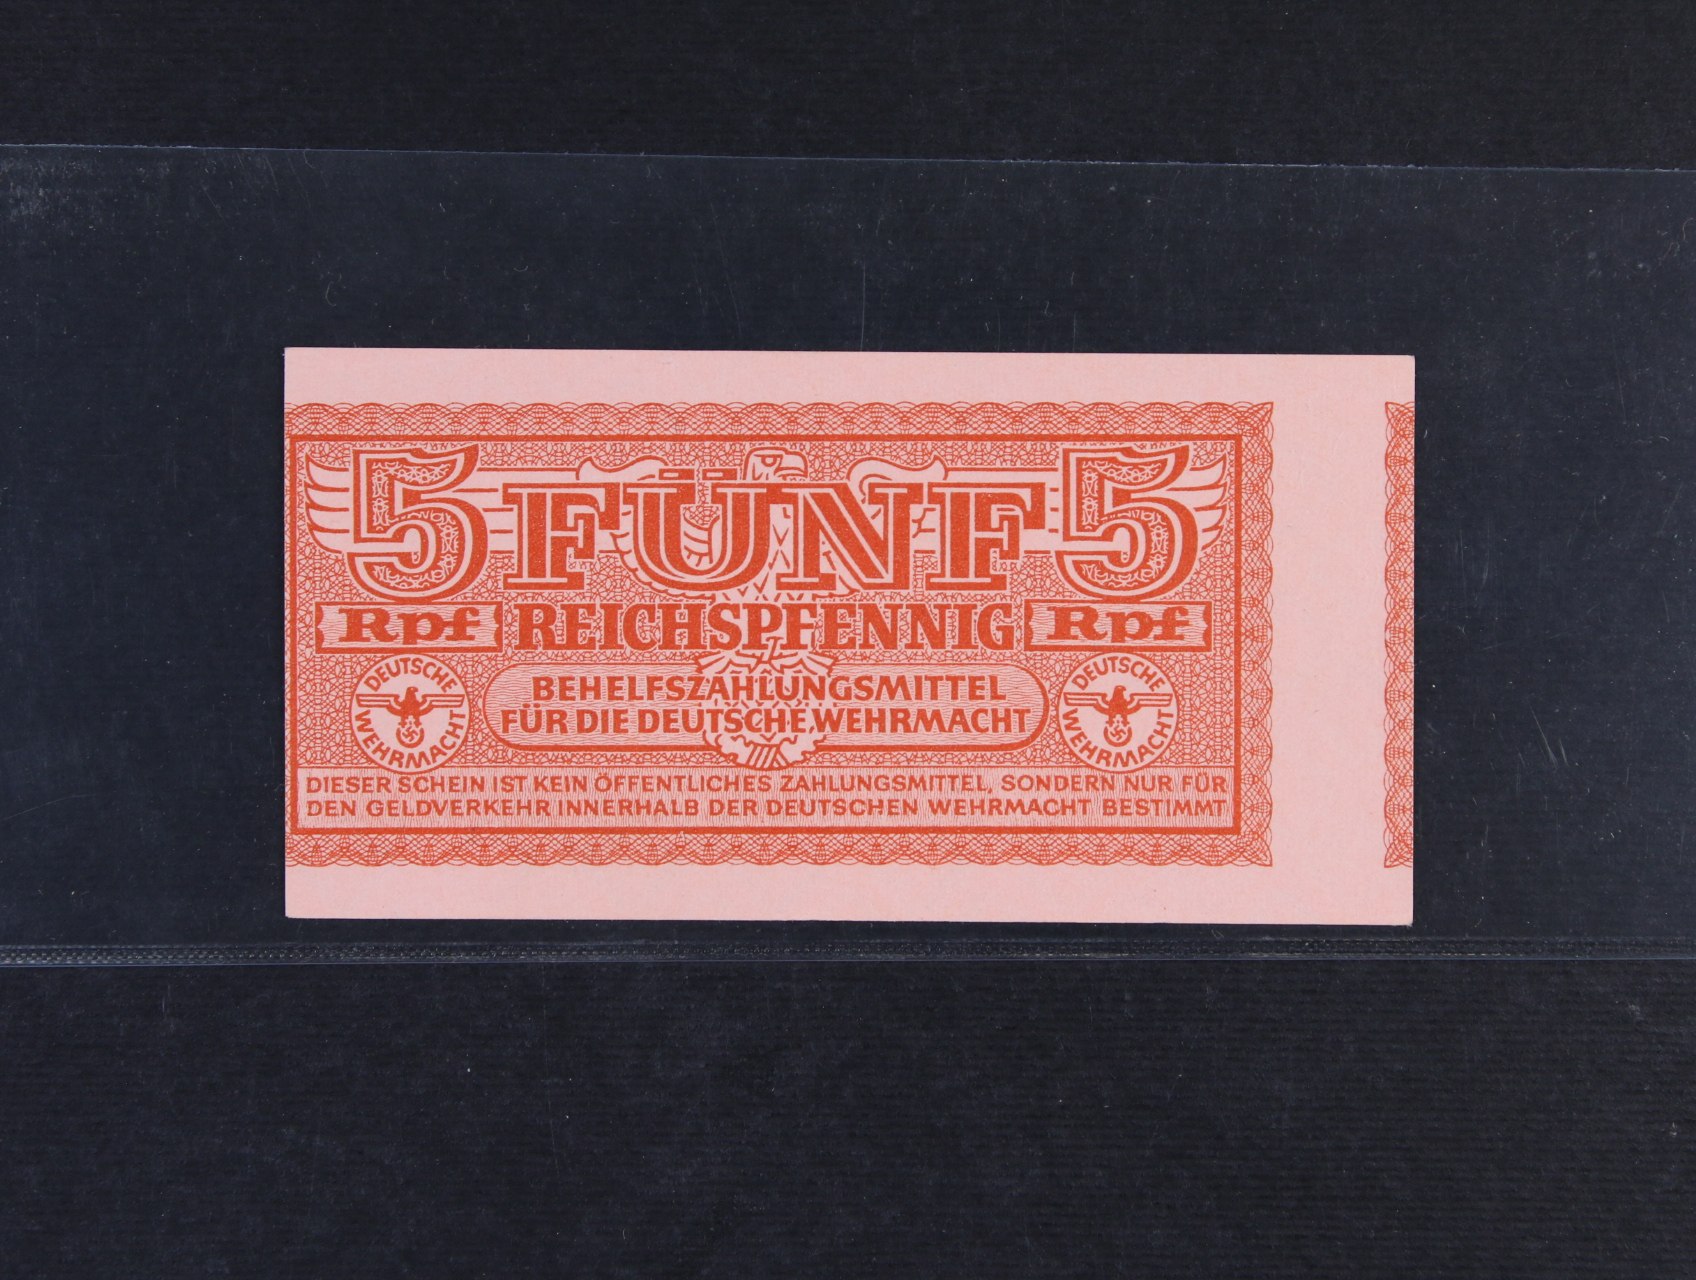 5 FÜNF 5
Rpf REICHSPFENNIG Rpf
BEHELFSZAHLUNGSMITTEL
FÜR DIE DEUTSCHE WEHRMACHT
DEUTSCHE WEHRMACHT
DEUTSCHE WEHRMACHT
DIESER SCHEIN IST KEIN ÖFFENTLICHES ZAHLUNGSMITTEL, SONDERN NUR FÜR
DEN GELDVERKEHR INNERHALB DER DEUTSCHEN WEHRMACHT BESTIMMT